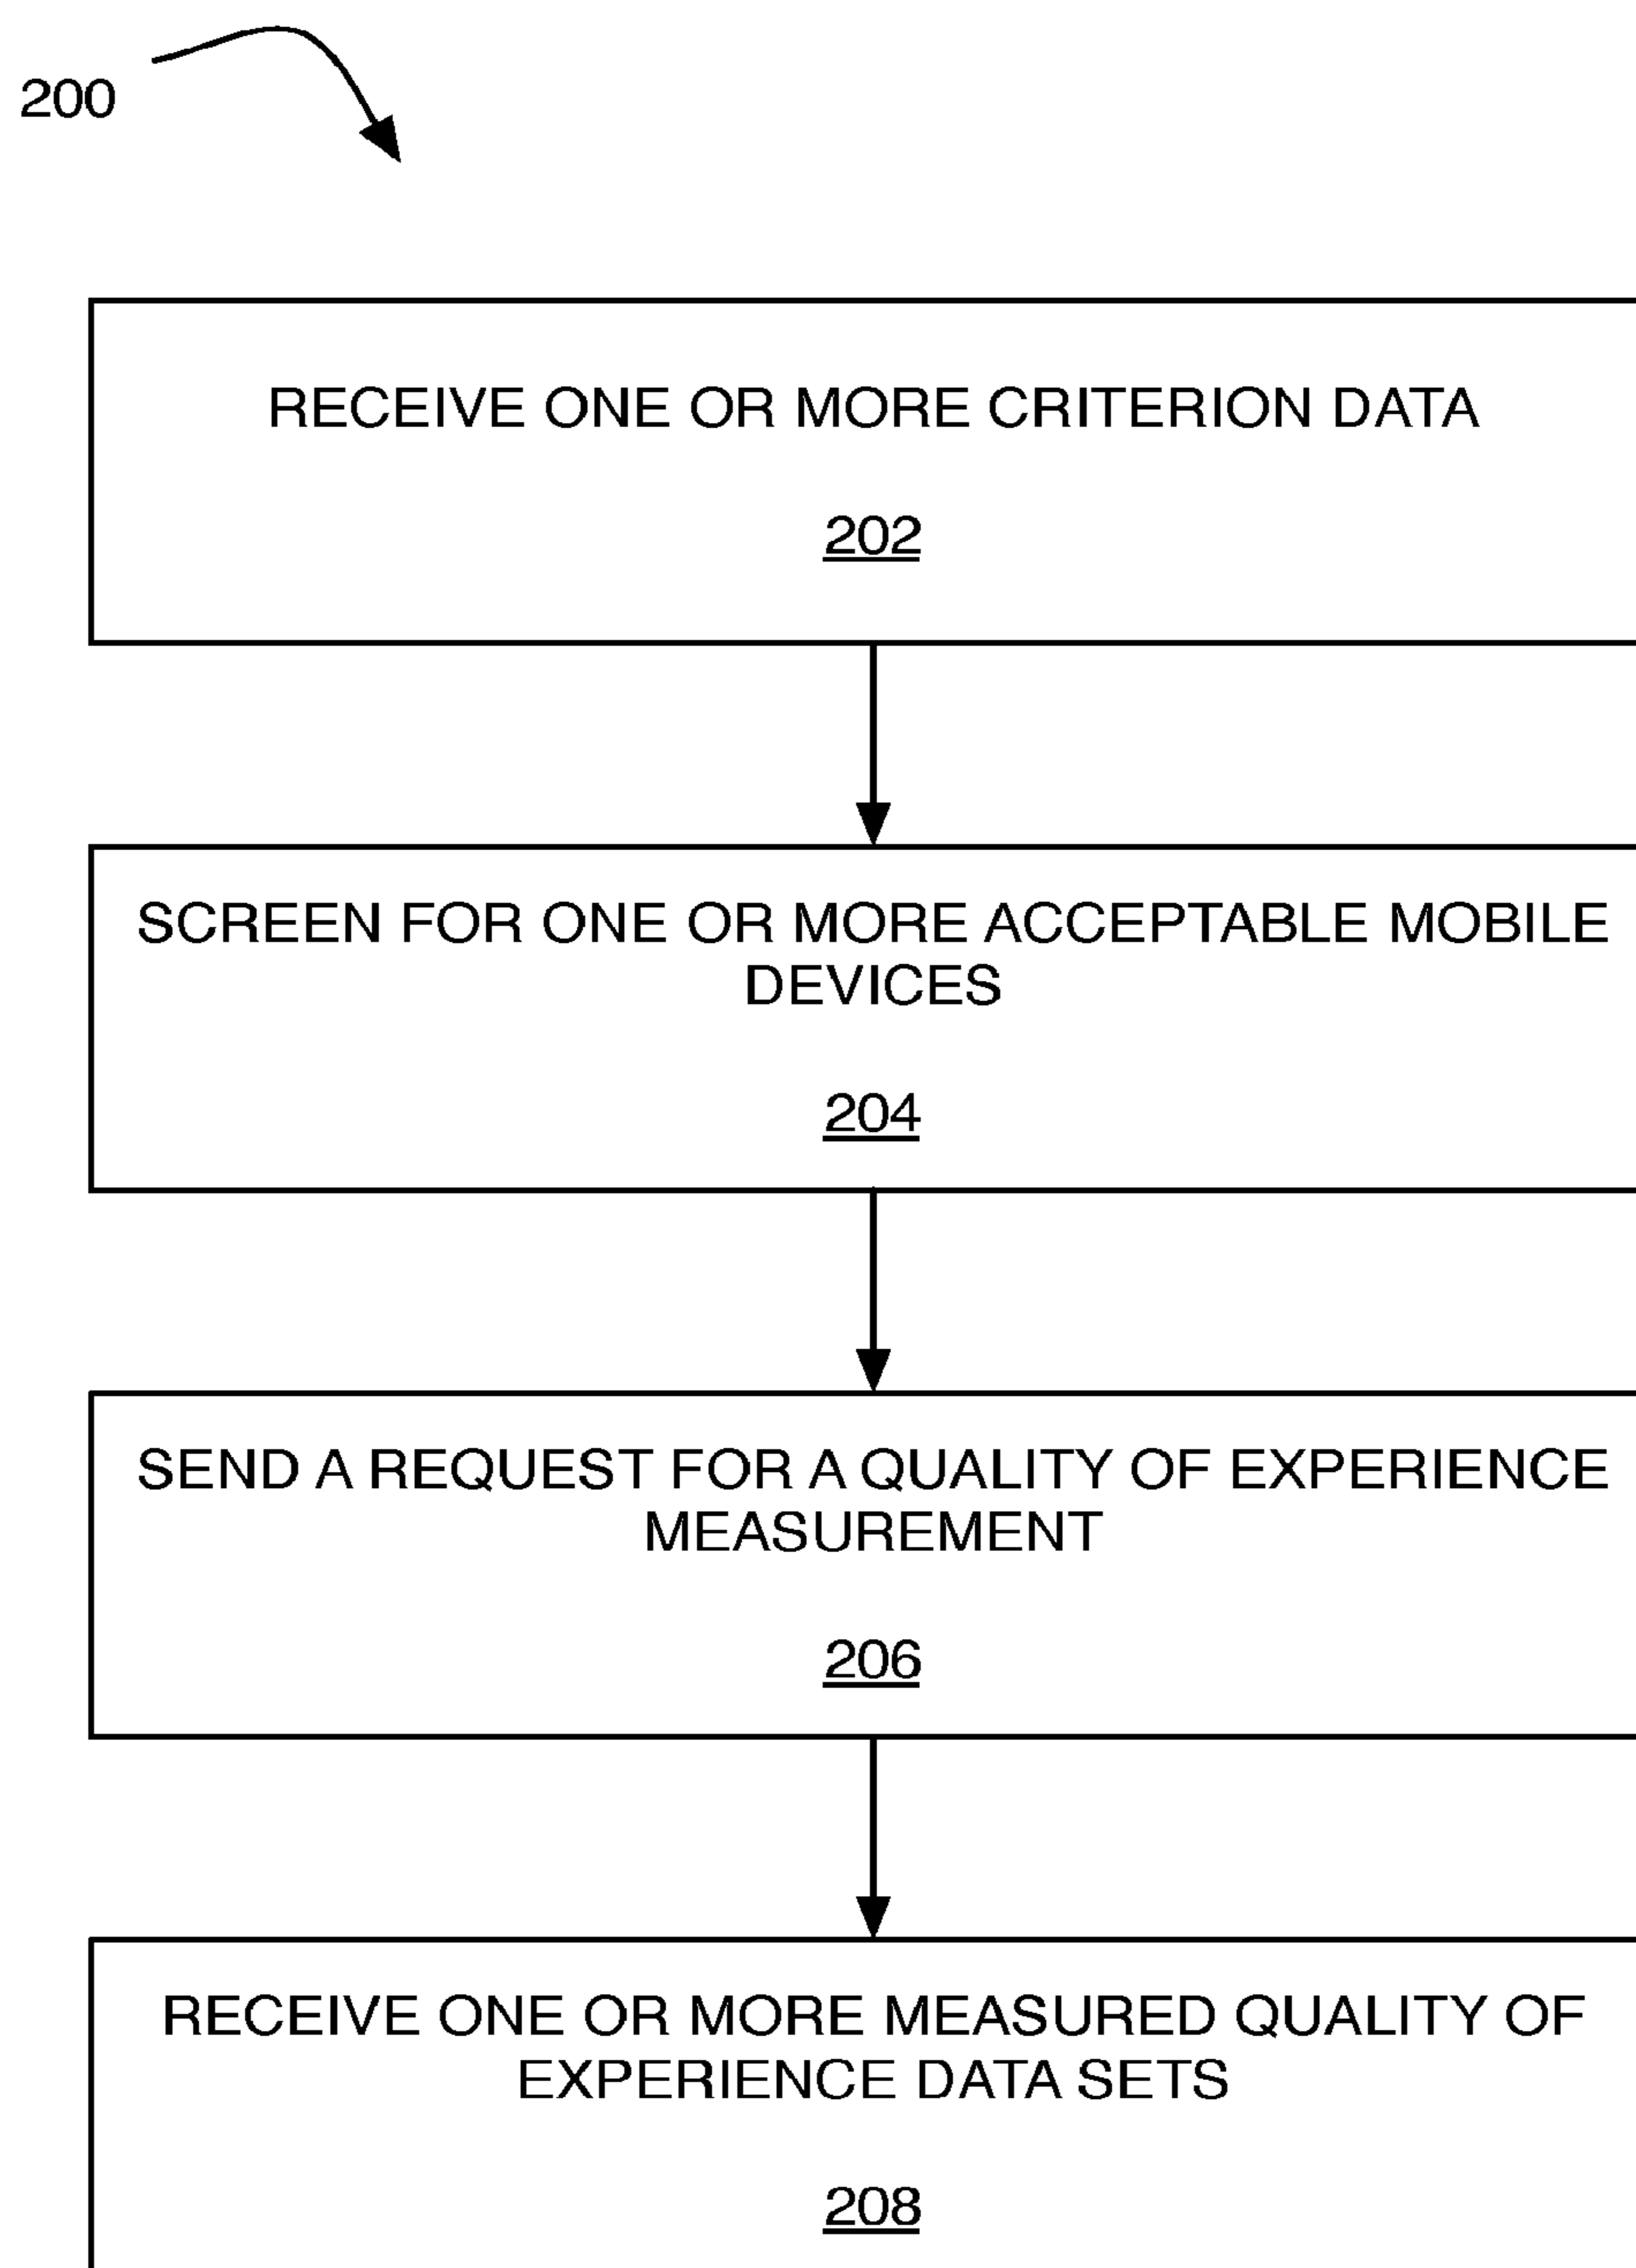 200
RECEIVE ONE OR MORE CRITERION DATA
202
SCREEN FOR ONE OR MORE ACCEPTABLE MOBILE
DEVICES
204
SEND A REQUEST FOR A QUALITY OF EXPERIENCE
MEASUREMENT
206
RECEIVE ONE OR MORE MEASURED QUALITY OF
EXPERIENCE DATA SETS
208